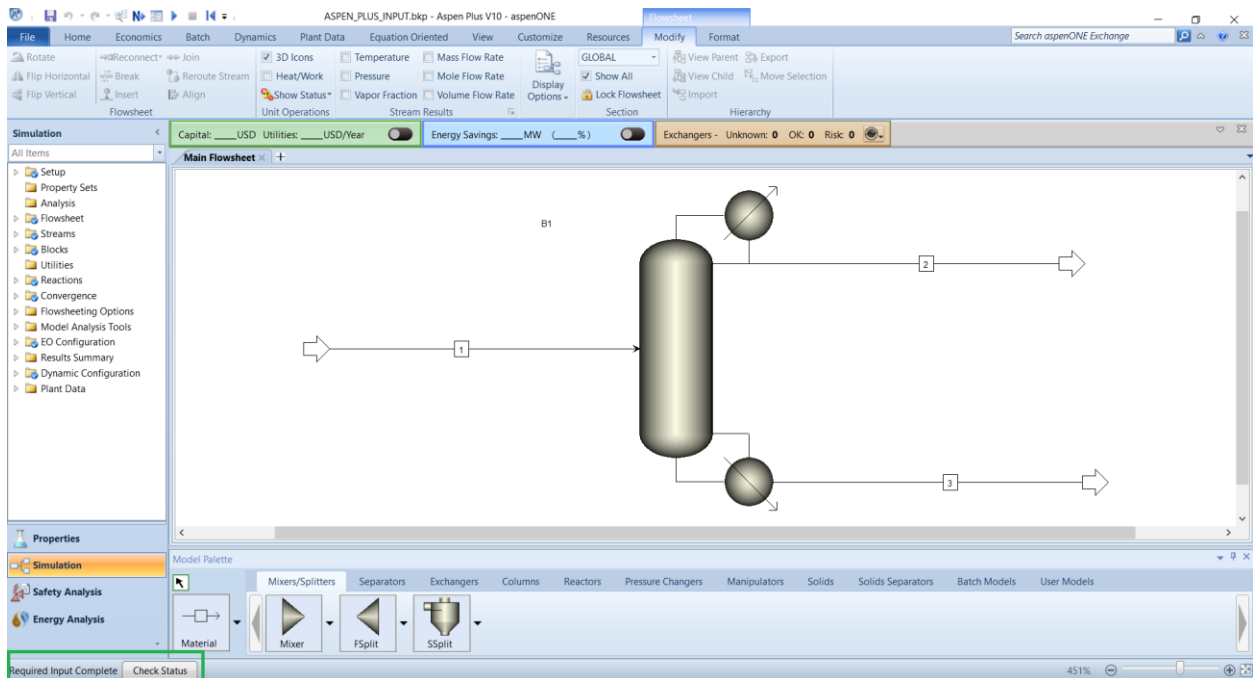 ASPEN_PLUS_INPUT.bkp - Aspen Plus V10 - aspenONE
Flowsheet
File Home Economics Batch Dynamics Plant Data Equation Oriented View Customize Resources Modify Format
Search aspenONE Exchange
Rotate Reconnect Join 3D Icons Temperature Mass Flow Rate GLOBAL View Parent Export
Flip Horizontal Break Reroute Stream Heat/Work Pressure Mole Flow Rate Display Options Show All View Child Move Selection
Flip Vertical Insert Align Show Status Vapor Fraction Volume Flow Rate Lock Flowsheet Import
Flowsheet Unit Operations Stream Results Section Hierarchy
Simulation
Capital: ____USD Utilities: ____USD/Year Energy Savings: ____MW (____%) Exchangers - Unknown: 0 OK: 0 Risk: 0
All Items
Main Flowsheet
Setup
Property Sets
Analysis
Flowsheet
Streams
Blocks
Utilities
Reactions
Convergence
Flowsheeting Options
Model Analysis Tools
EO Configuration
Results Summary
Dynamic Configuration
Plant Data
B1
2
1
3
Properties
Simulation
Safety Analysis
Energy Analysis
Model Palette
Mixers/Splitters Separators Exchangers Columns Reactors Pressure Changers Manipulators Solids Solids Separators Batch Models User Models
Material Mixer FSplit SSplit
Required Input Complete Check Status
451%